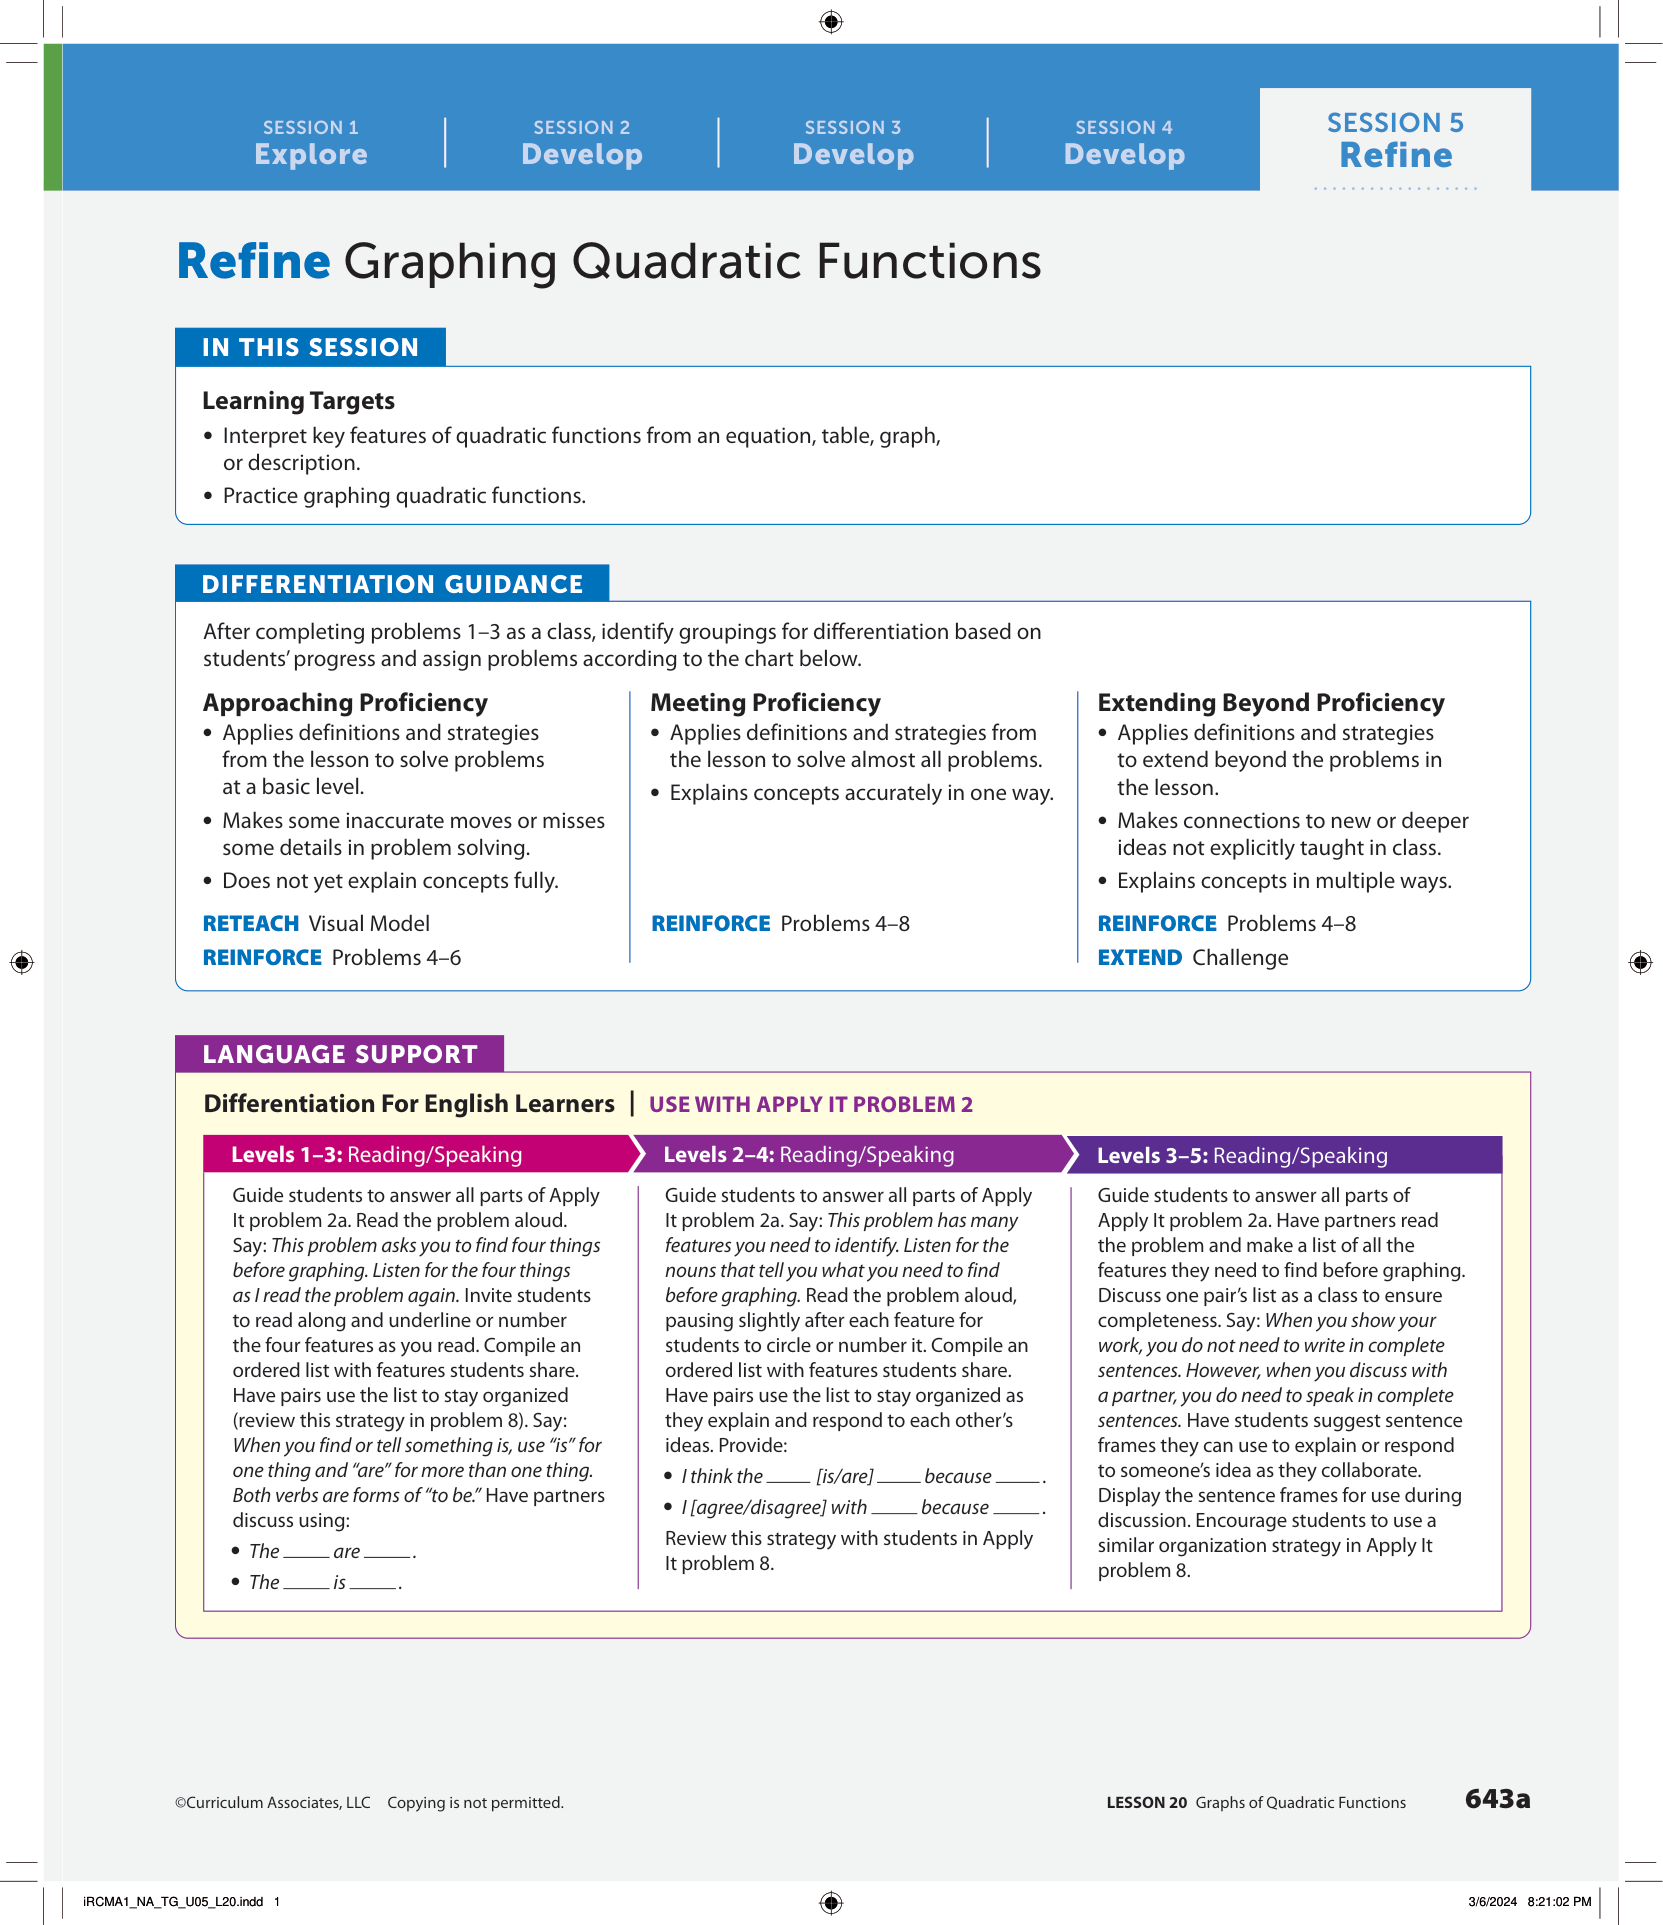 SESSION 1
Explore
SESSION 2
Develop
SESSION 3
Develop
SESSION 4
Develop
SESSION 5
Refine
Refine Graphing Quadratic Functions
IN THIS SESSION
Learning Targets
• Interpret key features of quadratic functions from an equation, table, graph,
or description.
• Practice graphing quadratic functions.
DIFFERENTIATION GUIDANCE
After completing problems 1–3 as a class, identify groupings for differentiation based on
students’ progress and assign problems according to the chart below.
Approaching Proficiency
• Applies definitions and strategies
from the lesson to solve problems
at a basic level.
• Makes some inaccurate moves or misses
some details in problem solving.
• Does not yet explain concepts fully.
RETEACH Visual Model
REINFORCE Problems 4–6
Meeting Proficiency
• Applies definitions and strategies from
the lesson to solve almost all problems.
• Explains concepts accurately in one way.
REINFORCE Problems 4–8
Extending Beyond Proficiency
• Applies definitions and strategies
to extend beyond the problems in
the lesson.
• Makes connections to new or deeper
ideas not explicitly taught in class.
• Explains concepts in multiple ways.
REINFORCE Problems 4–8
EXTEND Challenge
LANGUAGE SUPPORT
Differentiation For English Learners | USE WITH APPLY IT PROBLEM 2
Levels 1–3: Reading/Speaking
Guide students to answer all parts of Apply
It problem 2a. Read the problem aloud.
Say: This problem asks you to find four things
before graphing. Listen for the four things
as I read the problem again. Invite students
to read along and underline or number
the four features as you read. Compile an
ordered list with features students share.
Have pairs use the list to stay organized
(review this strategy in problem 8). Say:
When you find or tell something is, use “is” for
one thing and “are” for more than one thing.
Both verbs are forms of “to be.” Have partners
discuss using:
• The _____ are _____.
• The _____ is _____.
Levels 2–4: Reading/Speaking
Guide students to answer all parts of Apply
It problem 2a. Say: This problem has many
features you need to identify. Listen for the
nouns that tell you what you need to find
before graphing. Read the problem aloud,
pausing slightly after each feature for
students to circle or number it. Compile an
ordered list with features students share.
Have pairs use the list to stay organized as
they explain and respond to each other’s
ideas. Provide:
• I think the _____ [is/are] _____ because _____.
• I [agree/disagree] with _____ because _____.
Review this strategy with students in Apply
It problem 8.
Levels 3–5: Reading/Speaking
Guide students to answer all parts of
Apply It problem 2a. Have partners read
the problem and make a list of all the
features they need to find before graphing.
Discuss one pair’s list as a class to ensure
completeness. Say: When you show your
work, you do not need to write in complete
sentences. However, when you discuss with
a partner, you do need to speak in complete
sentences. Have students suggest sentence
frames they can use to explain or respond
to someone’s idea as they collaborate.
Display the sentence frames for use during
discussion. Encourage students to use a
similar organization strategy in Apply It
problem 8.
©Curriculum Associates, LLC Copying is not permitted.
LESSON 20 Graphs of Quadratic Functions 643a
iRCMA1_NA_TG_U05_L20.indd 1
3/6/2024 8:21:02 PM